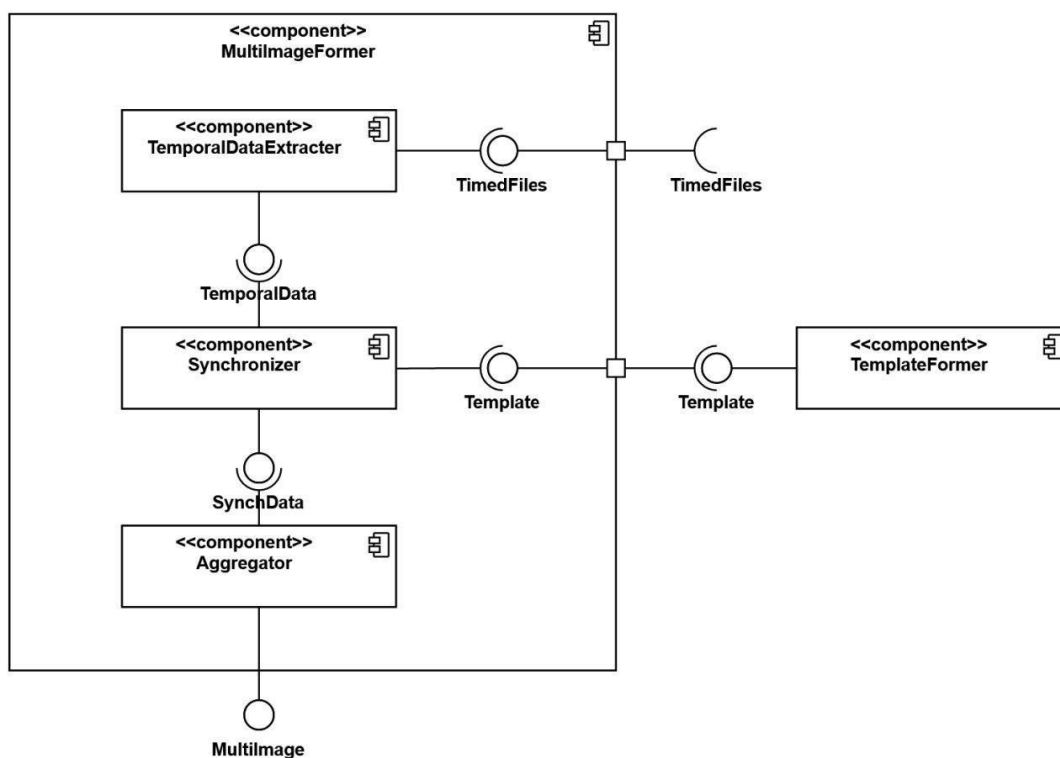 <<component>>
MultiImageFormer
<<component>>
TemporalDataExtracter
TimedFiles
TimedFiles
TemporalData
<<component>>
Synchronizer
Template
Template
<<component>>
TemplateFormer
SynchData
<<component>>
Aggregator
MultiImage